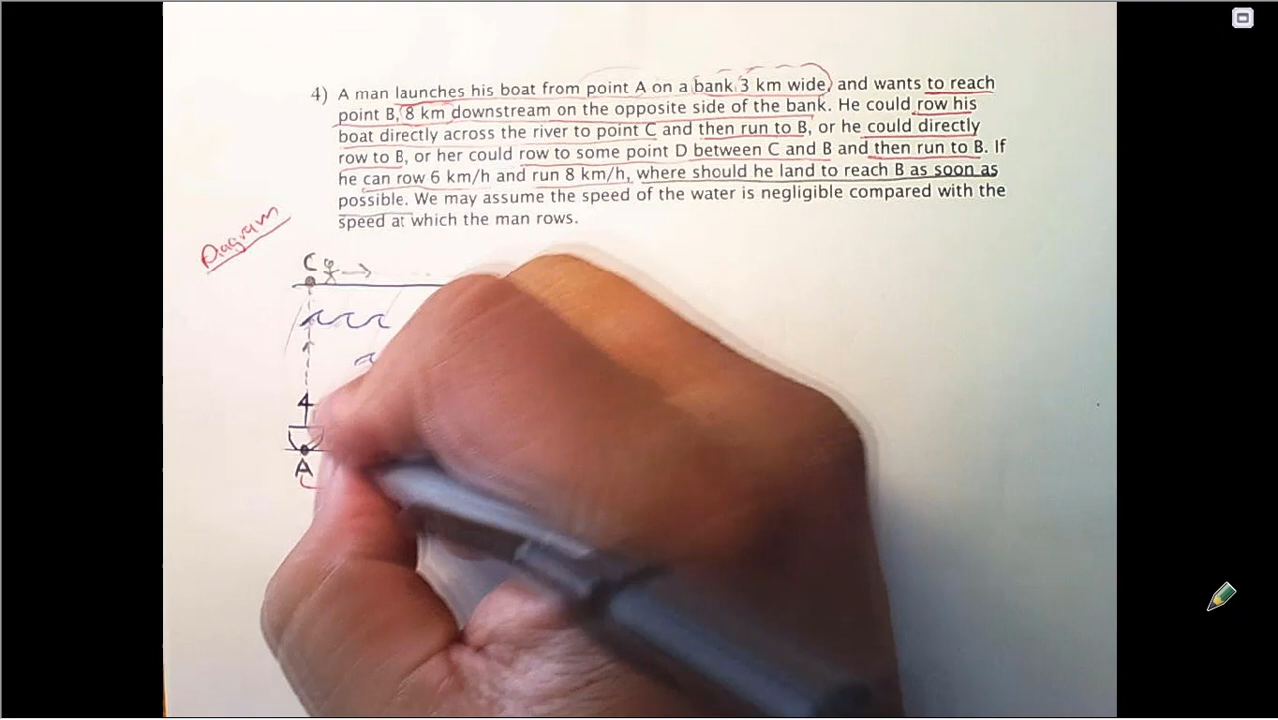 4) A man launches his boat from point A on a bank 3 km wide, and wants to reach
point B, 8 km downstream on the opposite side of the bank. He could row his
boat directly across the river to point C and then run to B, or he could directly
row to B, or her could row to some point D between C and B and then run to B. If
he can row 6 km/h and run 8 km/h, where should he land to reach B as soon as
possible. We may assume the speed of the water is negligible compared with the
speed at which the man rows.
Diagram
C
A